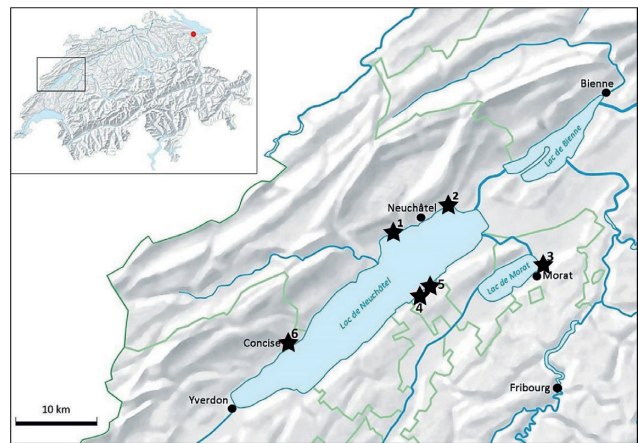 Bienne
Lac de Bienne
Neuchâtel
2
1
3
Morat
Lac de Morat
Lac de Neuchâtel
5
4
6
Concise
Yverdon
Fribourg
10 km